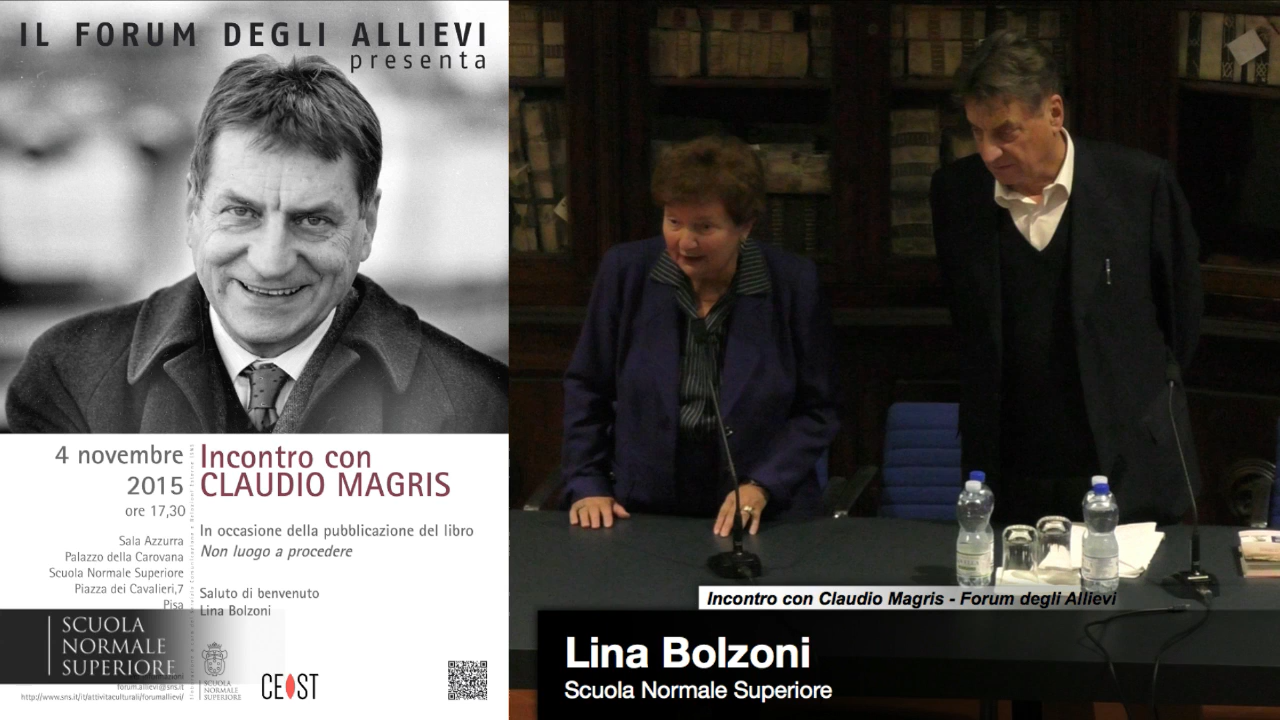 IL FORUM DEGLI ALLIEVI
presenta
4 novembre
2015
ore 17,30
Sala Azzurra
Palazzo della Carovana
Scuola Normale Superiore
Piazza dei Cavalieri,7
Pisa
Incontro con
CLAUDIO MAGRIS
In occasione della pubblicazione del libro
Non luogo a procedere
Saluto di benvenuto
Lina Bolzoni
SCUOLA
NORMALE
SUPERIORE
forum.allievi@sns.it
http://www.sns.it/it/attivitaculturali/forumallievi/
SCUOLA
NORMALE
SUPERIORE
CEST
Incontro con Claudio Magris - Forum degli Allievi
Lina Bolzoni
Scuola Normale Superiore